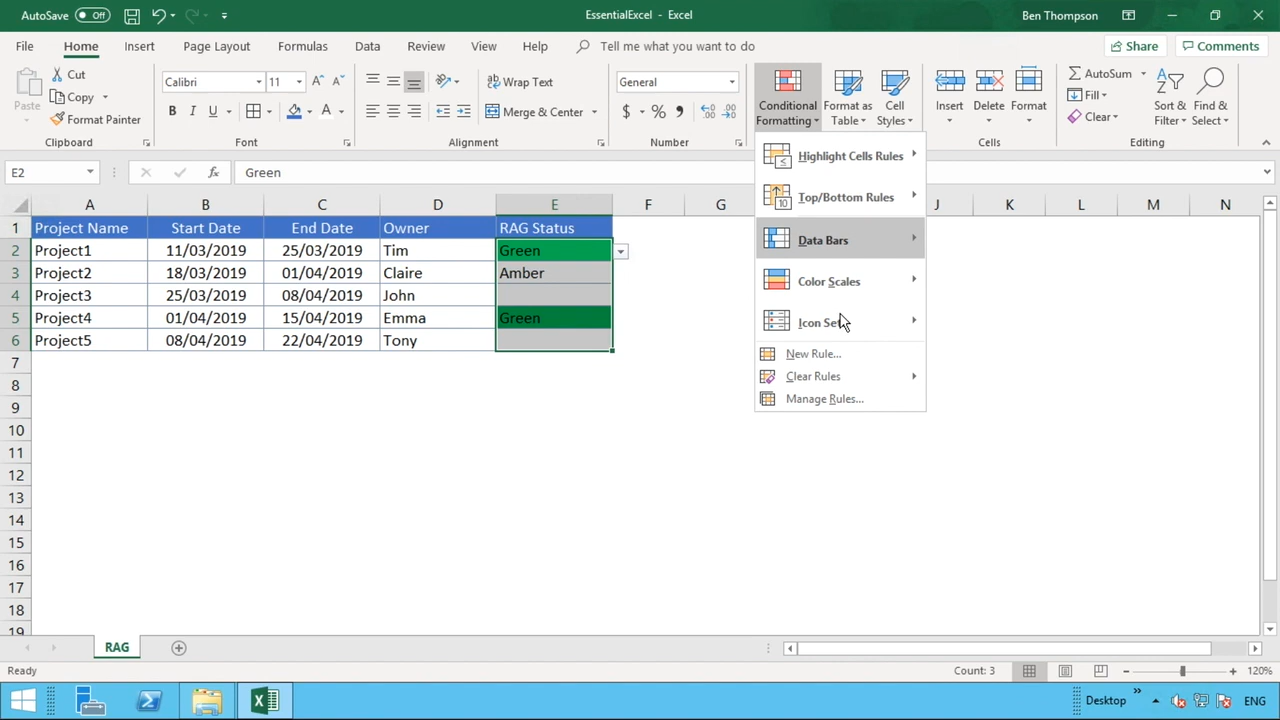 AutoSave Off EssentialExcel - Excel Ben Thompson
File Home Insert Page Layout Formulas Data Review View Help Tell me what you want to do Share Comments
Paste Cut Copy Format Painter
Calibri 11 B I U
Wrap Text Merge & Center
General $ % 
Conditional Formatting Format as Table Cell Styles
Insert Delete Format
AutoSum Fill Clear Sort & Filter Find & Select
Clipboard Font Alignment Number Cells Editing
E2 fx Green
Highlight Cells Rules
Top/Bottom Rules
Data Bars
Color Scales
Icon Sets
New Rule...
Clear Rules
Manage Rules...
A B C D E F G J K L M N
1 Project Name Start Date End Date Owner RAG Status
2 Project1 11/03/2019 25/03/2019 Tim Green
3 Project2 18/03/2019 01/04/2019 Claire Amber
4 Project3 25/03/2019 08/04/2019 John
5 Project4 01/04/2019 15/04/2019 Emma Green
6 Project5 08/04/2019 22/04/2019 Tony
7
8
9
10
11
12
13
14
15
16
17
18
19
RAG
Ready Count: 3 120%
Desktop ENG